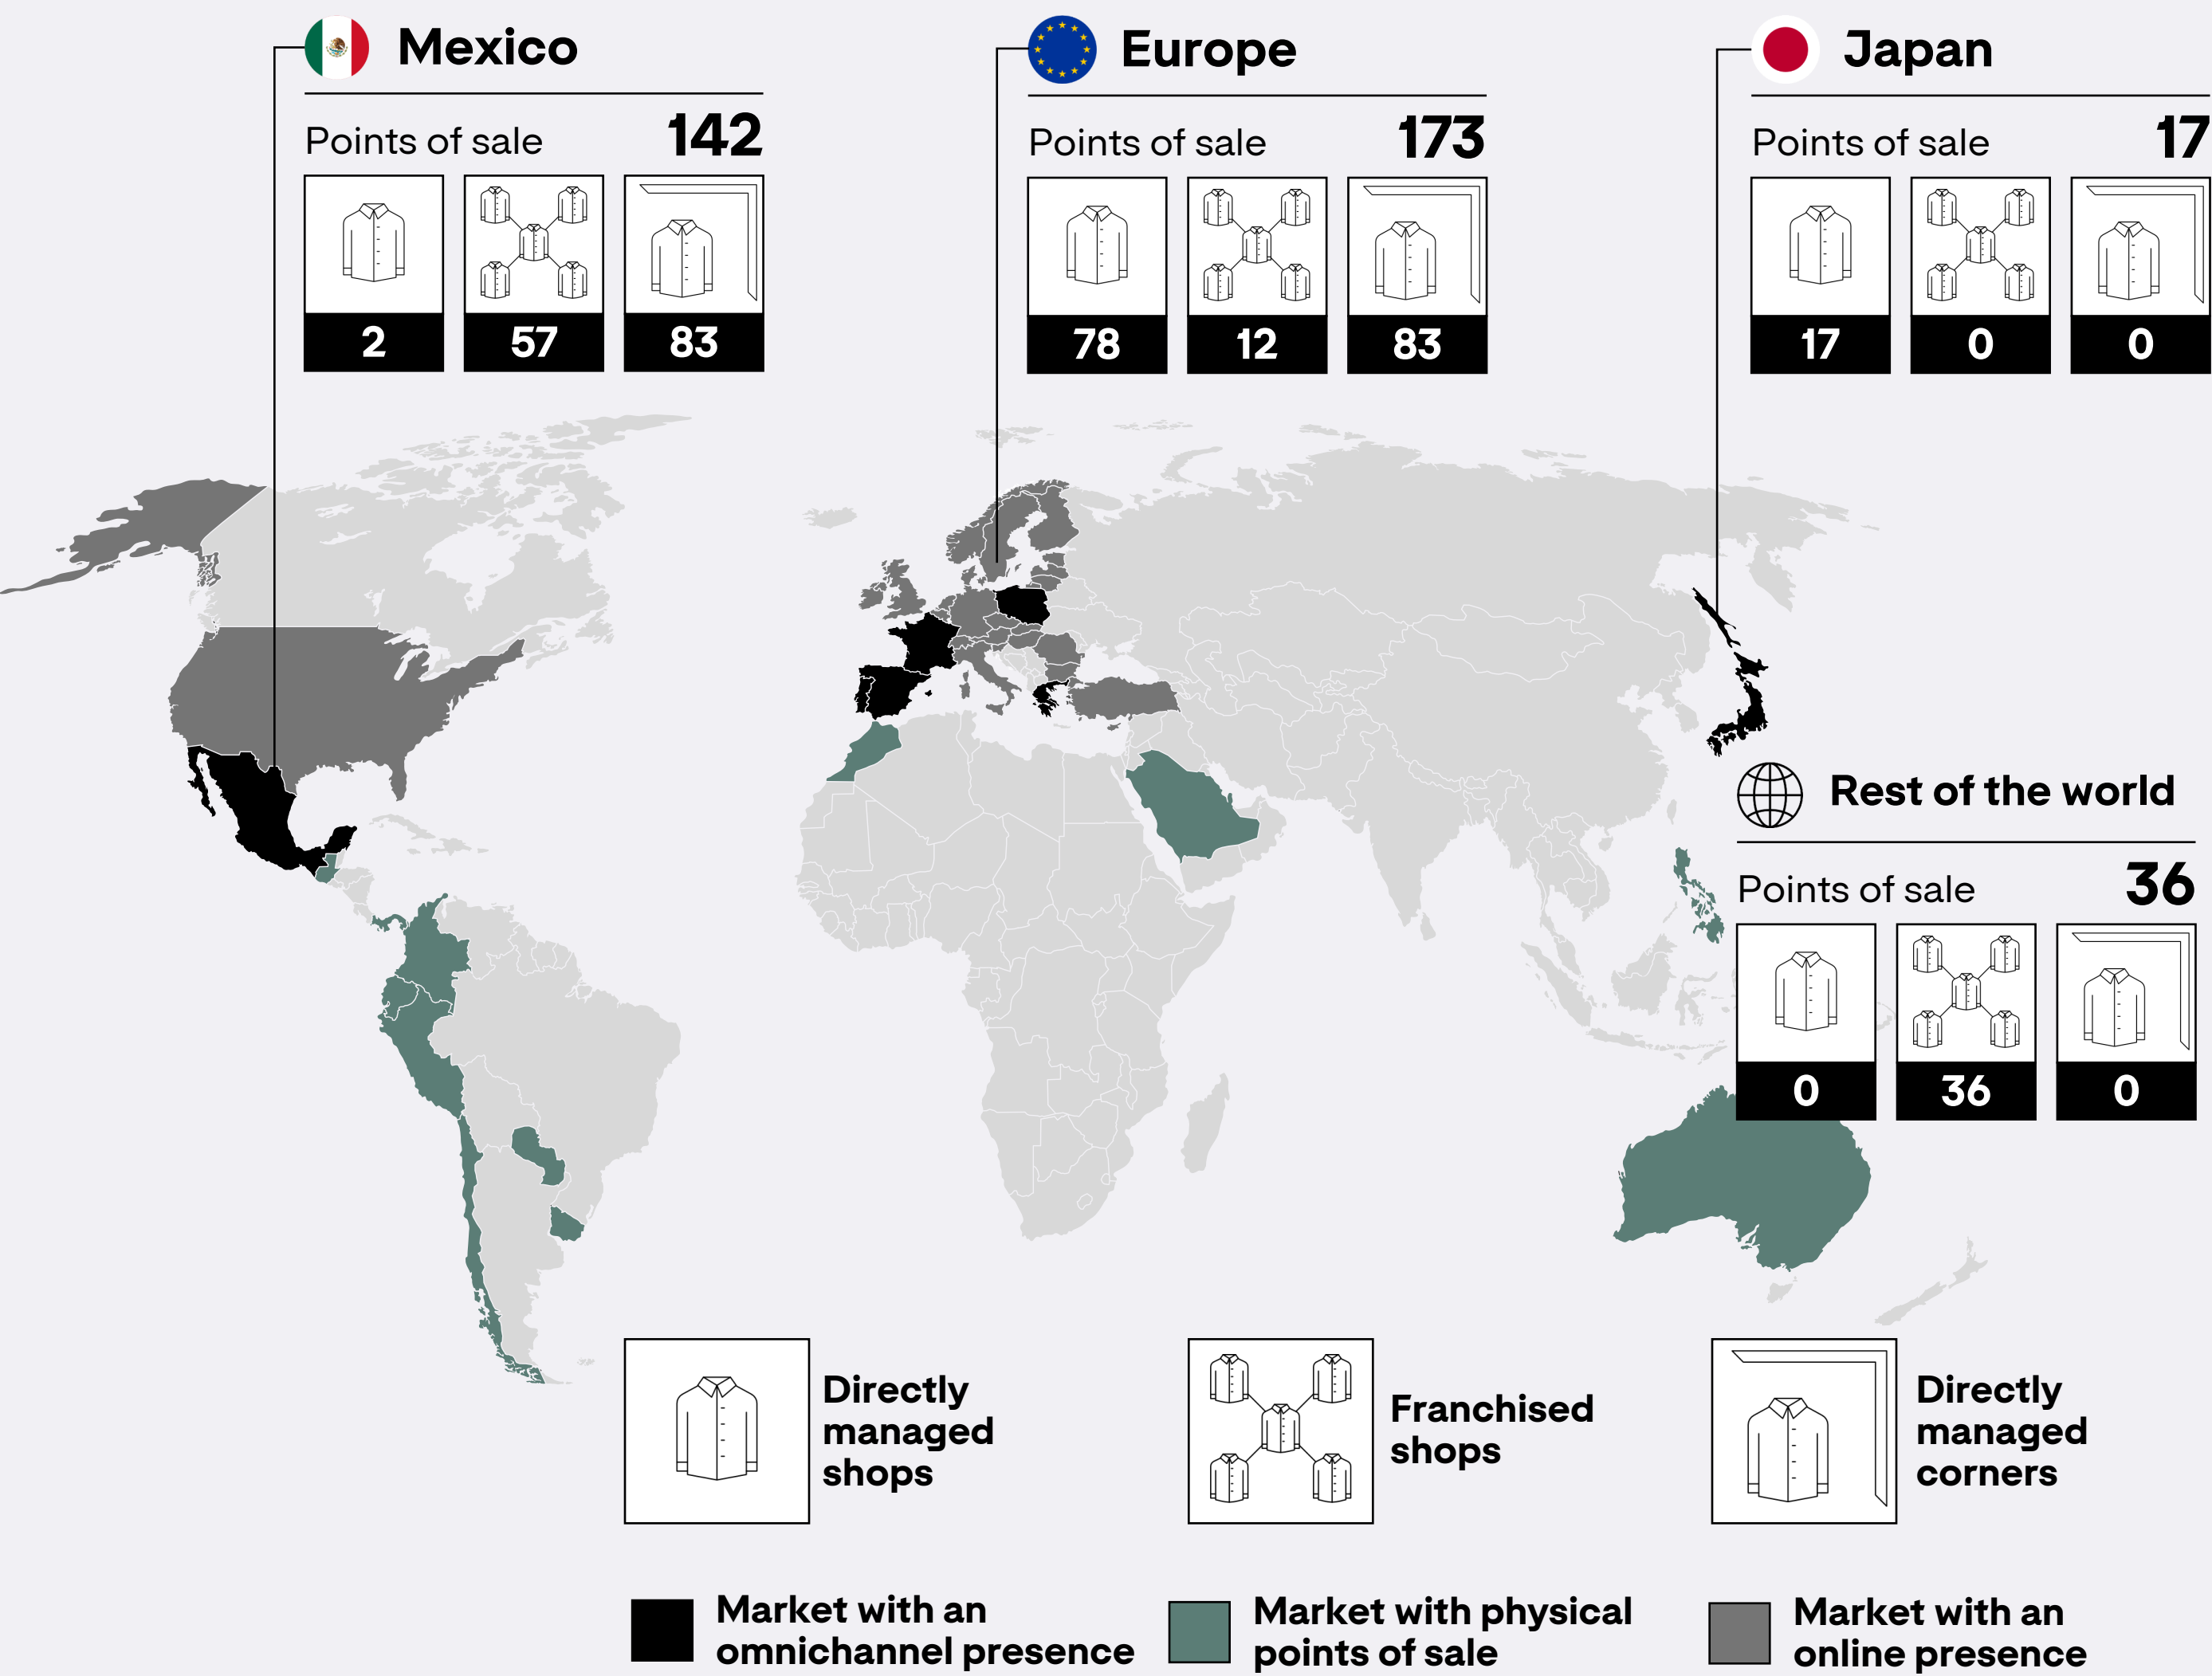 Mexico
Points of sale 142
2 57 83
Europe
Points of sale 173
78 12 83
Japan
Points of sale 17
17 0 0
Rest of the world
Points of sale 36
0 36 0
Directly
managed
shops
Franchised
shops
Directly
managed
corners
Market with an
omnichannel presence
Market with physical
points of sale
Market with an
online presence